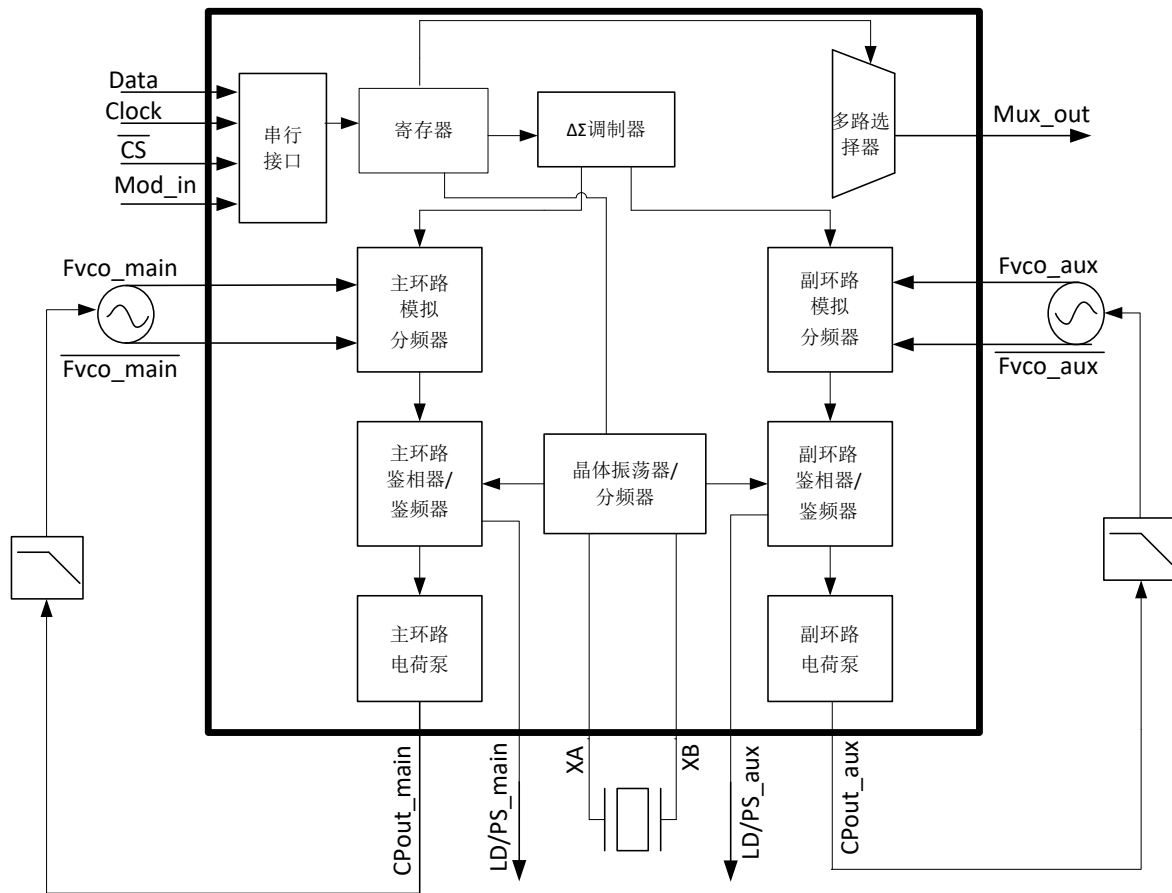 Data
Clock
CS
Mod_in
串行
接口
寄存器
ΔΣ调制器
多路选
择器
Mux_out
Fvco_main
Fvco_main
主环路
模拟
分频器
副环路
模拟
分频器
Fvco_aux
Fvco_aux
主环路
鉴相器/
鉴频器
晶体振荡器/
分频器
副环路
鉴相器/
鉴频器
主环路
电荷泵
副环路
电荷泵
CPout_main
LD/PS_main
XA
XB
LD/PS_aux
CPout_aux